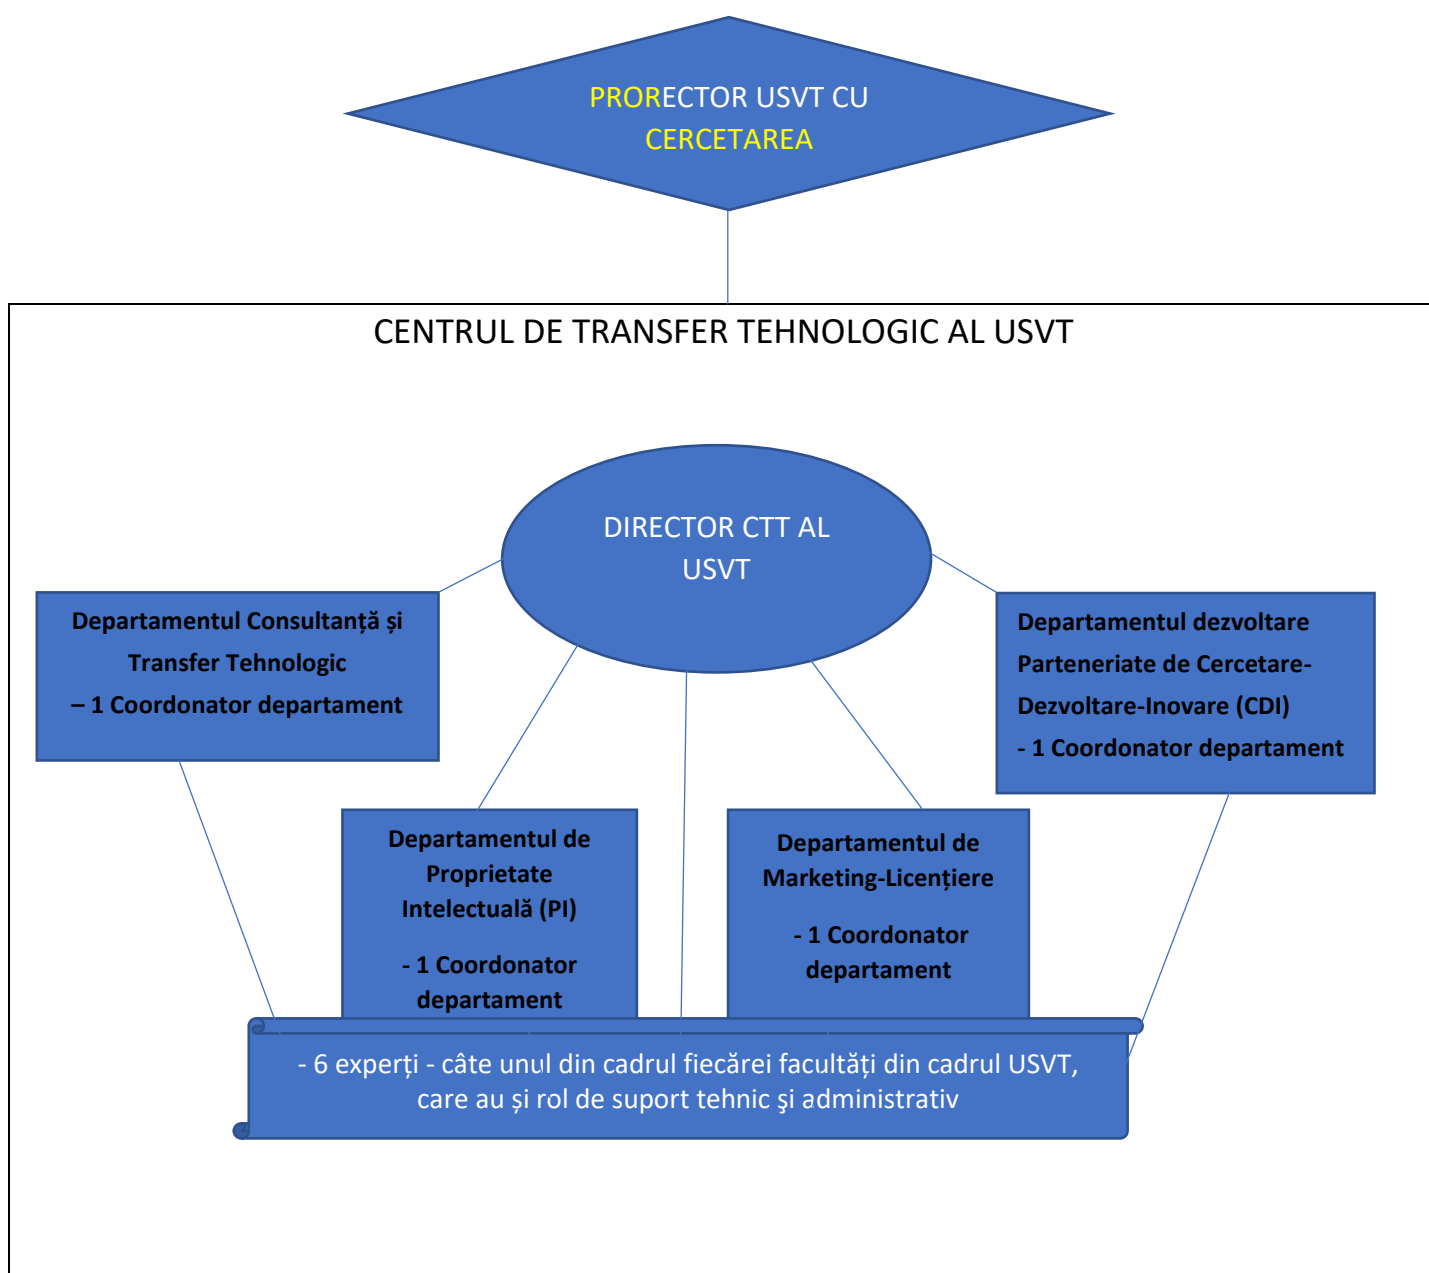 PRORECTOR USVT CU
CERCETAREA
CENTRUL DE TRANSFER TEHNOLOGIC AL USVT
DIRECTOR CTT AL
USVT
Departamentul Consultanță și
Transfer Tehnologic
– 1 Coordonator departament
Departamentul dezvoltare
Parteneriate de Cercetare-
Dezvoltare-Inovare (CDI)
- 1 Coordonator departament
Departamentul de
Proprietate
Intelectuală (PI)
- 1 Coordonator
departament
Departamentul de
Marketing-Licențiere
- 1 Coordonator
departament
- 6 experți - câte unul din cadrul fiecărei facultăți din cadrul USVT,
care au și rol de suport tehnic şi administrativ